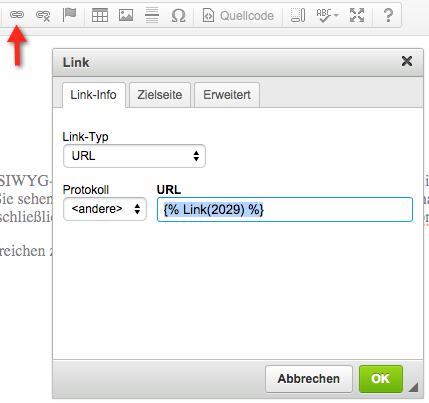 Quellcode
ABC
?
Link
Link-Info Zielseite Erweitert
Link-Typ
URL
Protokoll URL
<andere> {% Link(2029) %}
SIWYG-
Sie sehen
schließlic
reichen z
Abbrechen OK